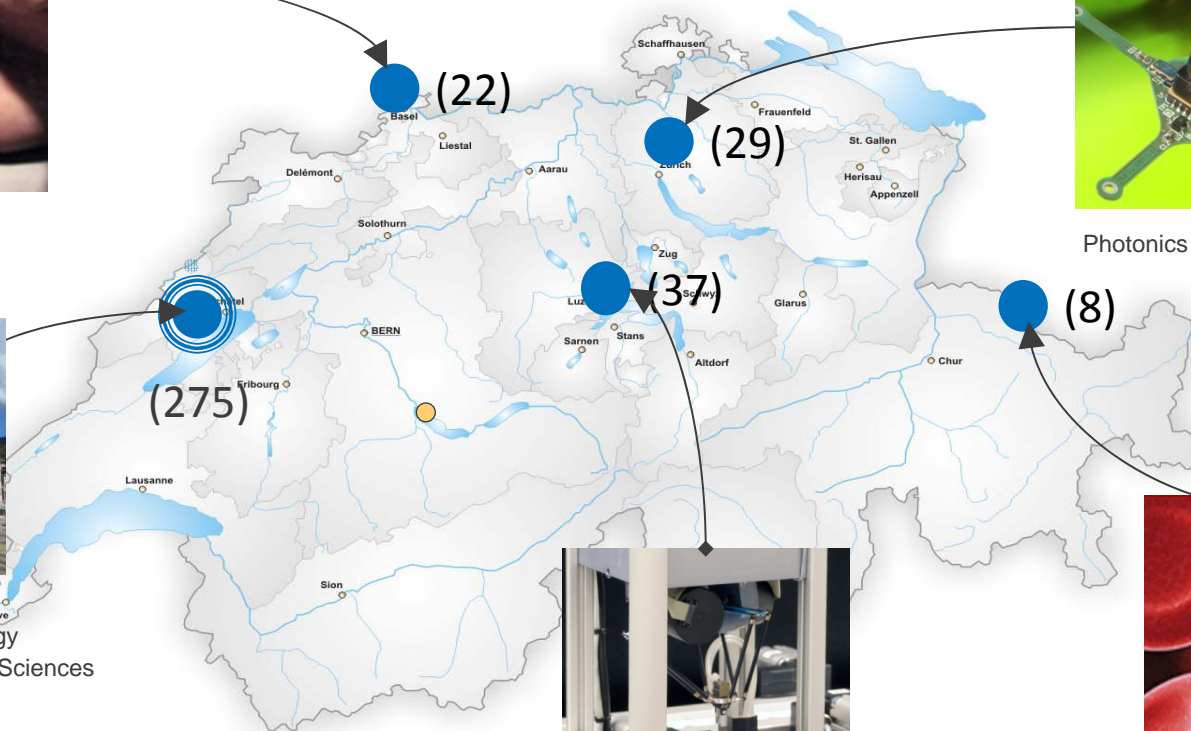 Schaffhausen
(22)
Basel
Frauenfeld
(29)
Liestal
St. Gallen
Aarau
Zürich
Delémont
Herisau
Appenzell
Solothurn
Photonics
Zug
(37)
(8)
Glarus
BERN
Stans
Sarnen
Altdorf
Chur
Fribourg
(275)
Lausanne
Sion
Sciences